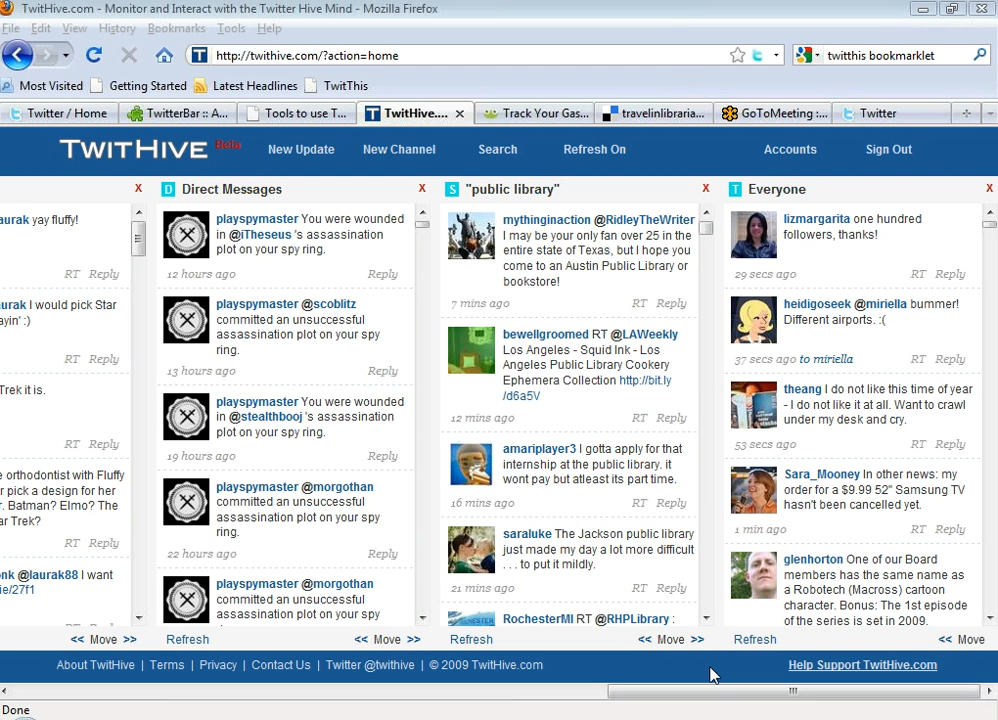 TwitHive.com - Monitor and Interact with the Twitter Hive Mind - Mozilla Firefox
File Edit View History Bookmarks Tools Help
http://twithive.com/?action=home
twitthis bookmarklet
Most Visited Getting Started Latest Headlines TwitThis
Twitter / Home
TwitterBar :: A...
Tools to use T...
TwitHive....
Track Your Gas...
travelinlibraria...
GoToMeeting :...
Twitter
TWITHIVE Beta
New Update New Channel Search Refresh On Accounts Sign Out
X
aurak yay fluffy!
RT Reply
aurak I would pick Star
ayin' :)
RT Reply
Trek it is.
RT Reply
e orthodontist with Fluffy
r pick a design for her
r. Batman? Elmo? The
ar Trek?
RT Reply
onk @laurak88 I want
ie/27f1
<< Move >>
D Direct Messages X
playspymaster You were wounded
in @iTheseus 's assassination
plot on your spy ring.
12 hours ago Reply
playspymaster @scoblitz
committed an unsuccessful
assassination plot on your spy
ring.
13 hours ago Reply
playspymaster You were wounded
in @stealthbooj 's assassination
plot on your spy ring.
19 hours ago Reply
playspymaster @morgothan
committed an unsuccessful
assassination plot on your spy
ring.
22 hours ago Reply
playspymaster @morgothan
committed an unsuccessful
assassination plot on your spy
Refresh << Move >>
S "public library" X
mythinginaction @RidleyTheWriter
I may be your only fan over 25 in the
entire state of Texas, but I hope you
come to an Austin Public Library or
bookstore!
7 mins ago RT Reply
bewellgroomed RT @LAWeekly
Los Angeles - Squid Ink - Los
Angeles Public Library Cookery
Ephemera Collection http://bit.ly
/d6a5V
12 mins ago RT Reply
amariplayer3 I gotta apply for that
internship at the public library. it
wont pay but atleast its part time.
16 mins ago RT Reply
saraluke The Jackson public library
just made my day a lot more difficult
. . . to put it mildly.
21 mins ago RT Reply
RochesterMI RT @RHPLibrary :
Refresh << Move >>
T Everyone X
lizmargarita one hundred
followers, thanks!
29 secs ago RT Reply
heidigoseek @miriella bummer!
Different airports. :(
37 secs ago to miriella RT Reply
theang I do not like this time of year
- I do not like it at all. Want to crawl
under my desk and cry.
53 secs ago RT Reply
Sara_Mooney In other news: my
order for a $9.99 52" Samsung TV
hasn't been cancelled yet.
1 min ago RT Reply
glenhorton One of our Board
members has the same name as
a Robotech (Macross) cartoon
character. Bonus: The 1st episode
of the series is set in 2009.
Refresh << Move
About TwitHive | Terms | Privacy | Contact Us | Twitter @twithive | © 2009 TwitHive.com
Help Support TwitHive.com
Done